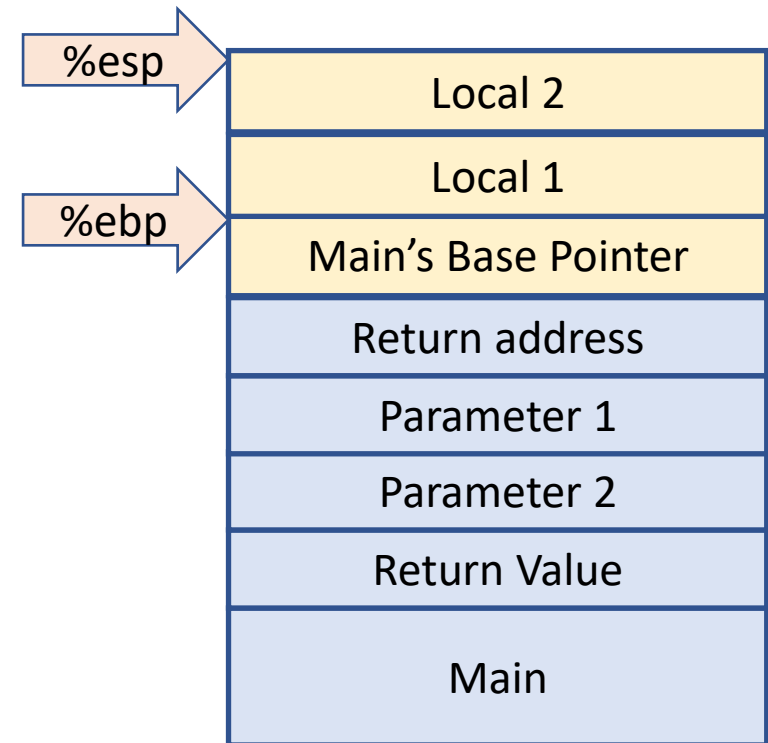 %esp
Local 2
Local 1
%ebp
Main’s Base Pointer
Return address
Parameter 1
Parameter 2
Return Value
Main